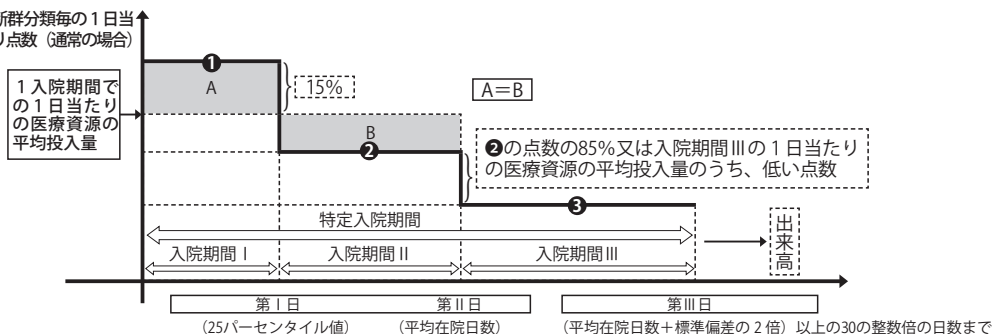 断群分類毎の1日当
り点数（通常の場合）
❶
A
15%
A＝B
1入院期間で
の1日当たり
の医療資源の
平均投入量
B
❷
❷の点数の85%又は入院期間Ⅲの1日当たり
の医療資源の平均投入量のうち、低い点数
❸
特定入院期間
出来高
入院期間Ⅰ
入院期間Ⅱ
入院期間Ⅲ
第Ⅰ日
第Ⅱ日
第Ⅲ日
（25パーセンタイル値）
（平均在院日数）
（平均在院日数＋標準偏差の2倍）以上の30の整数倍の日数まで